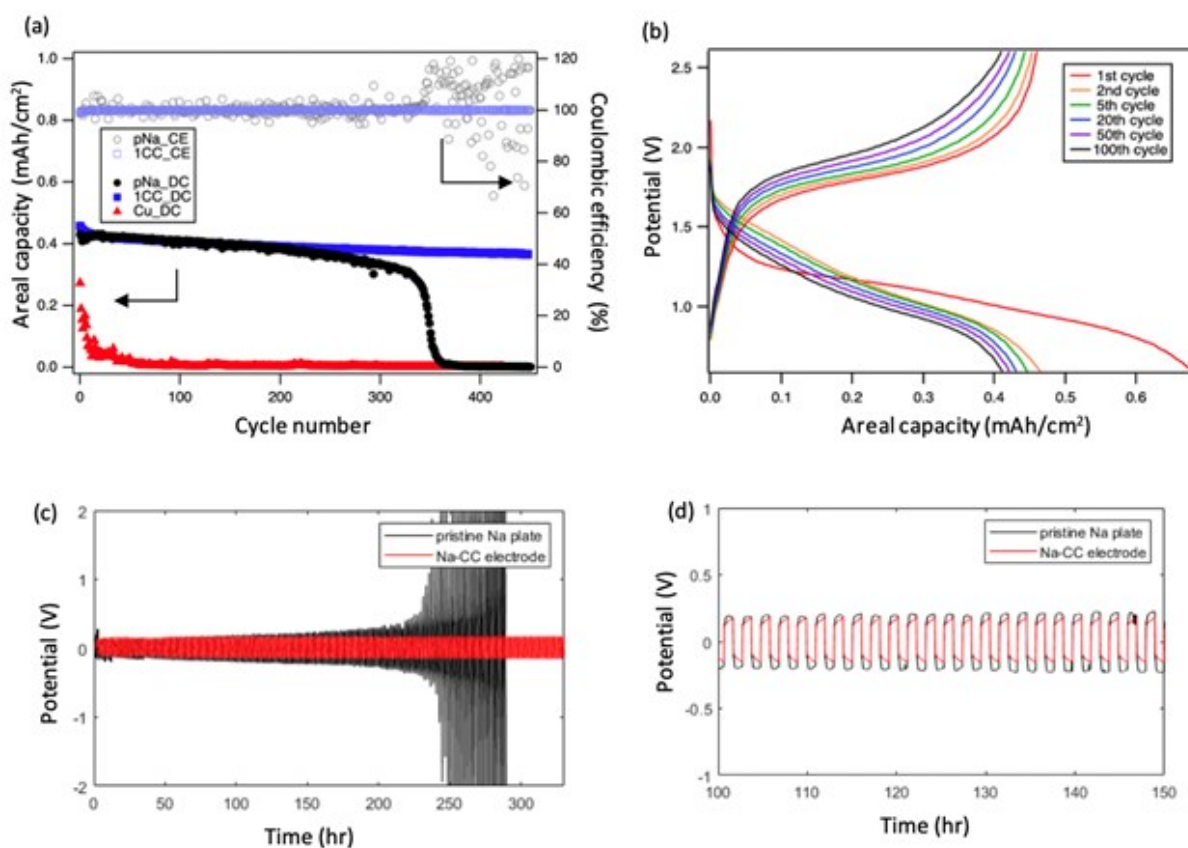 (a)
1.0
0.8
0.6
0.4
0.2
0.0
Areal capacity (mAh/cm²)
pNa_CE
1CC_CE
pNa_DC
1CC_DC
Cu_DC
120
100
80
60
40
20
0
Coulombic efficiency (%)
0
100
200
300
400
Cycle number
(b)
2.5
2.0
1.5
1.0
Potential (V)
1st cycle
2nd cycle
5th cycle
20th cycle
50th cycle
100th cycle
0.0
0.1
0.2
0.3
0.4
0.5
0.6
Areal capacity (mAh/cm²)
(c)
2
1
0
-1
-2
Potential (V)
pristine Na plate
Na-CC electrode
0
50
100
150
200
250
300
Time (hr)
(d)
1
0.5
0
-0.5
-1
Potential (V)
pristine Na plate
Na-CC electrode
100
110
120
130
140
150
Time (hr)